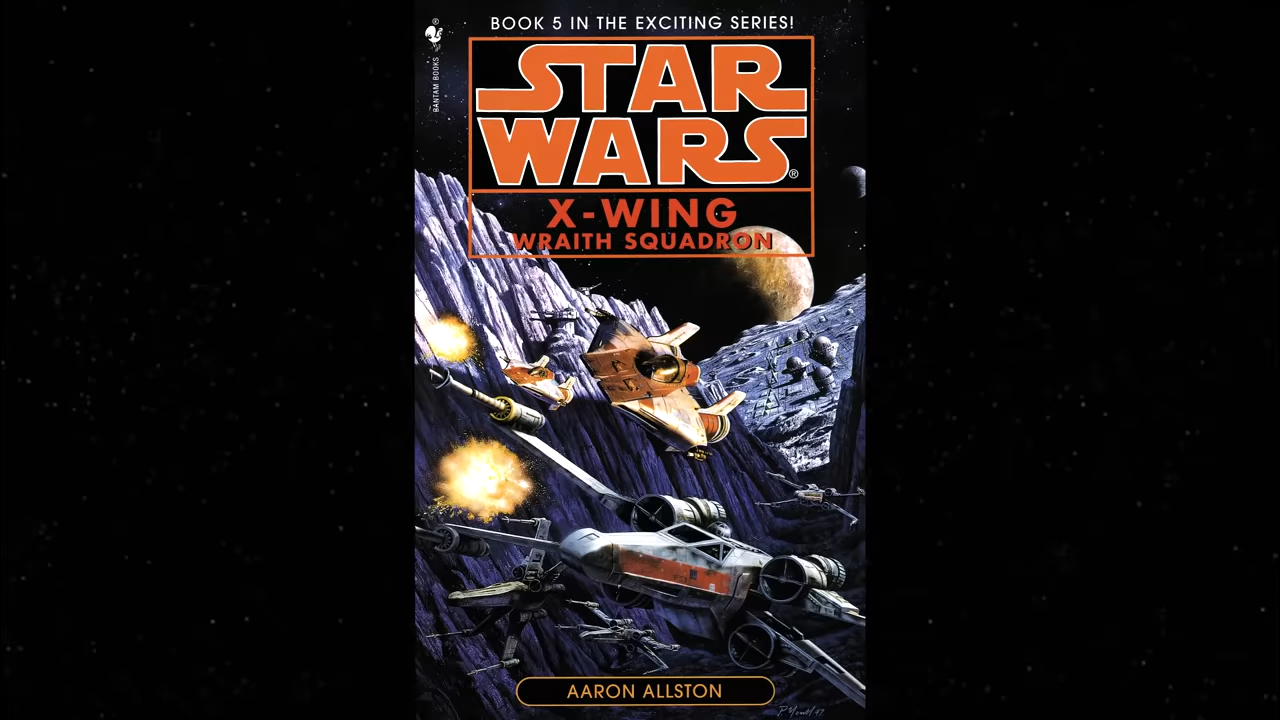 BOOK 5 IN THE EXCITING SERIES!
BANTAM BOOKS
STAR
WARS®
X-WING
WRAITH SQUADRON
AARON ALLSTON